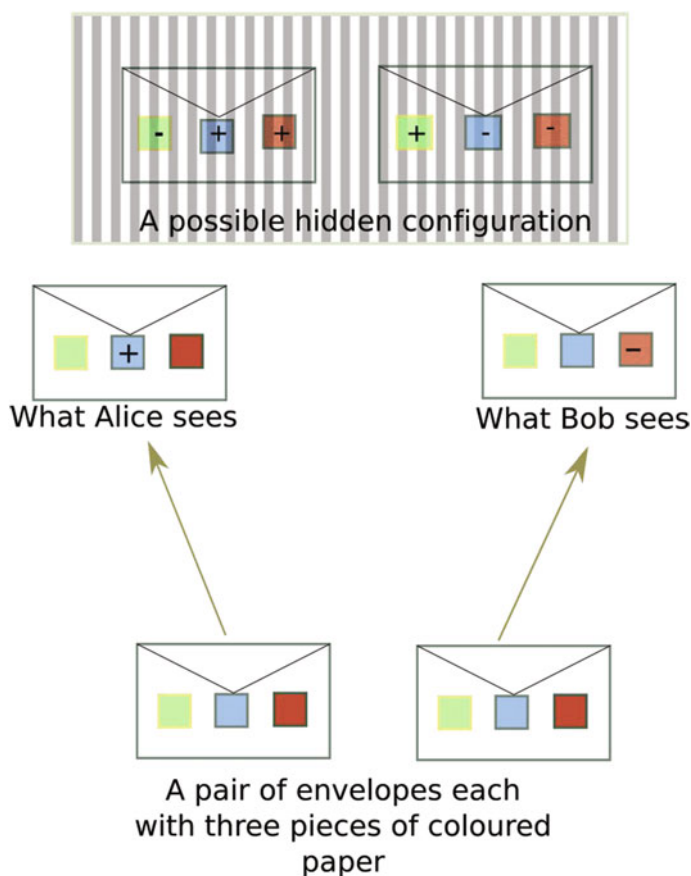 - + + + - -
A possible hidden configuration
+ −
What Alice sees What Bob sees
A pair of envelopes each
with three pieces of coloured
paper